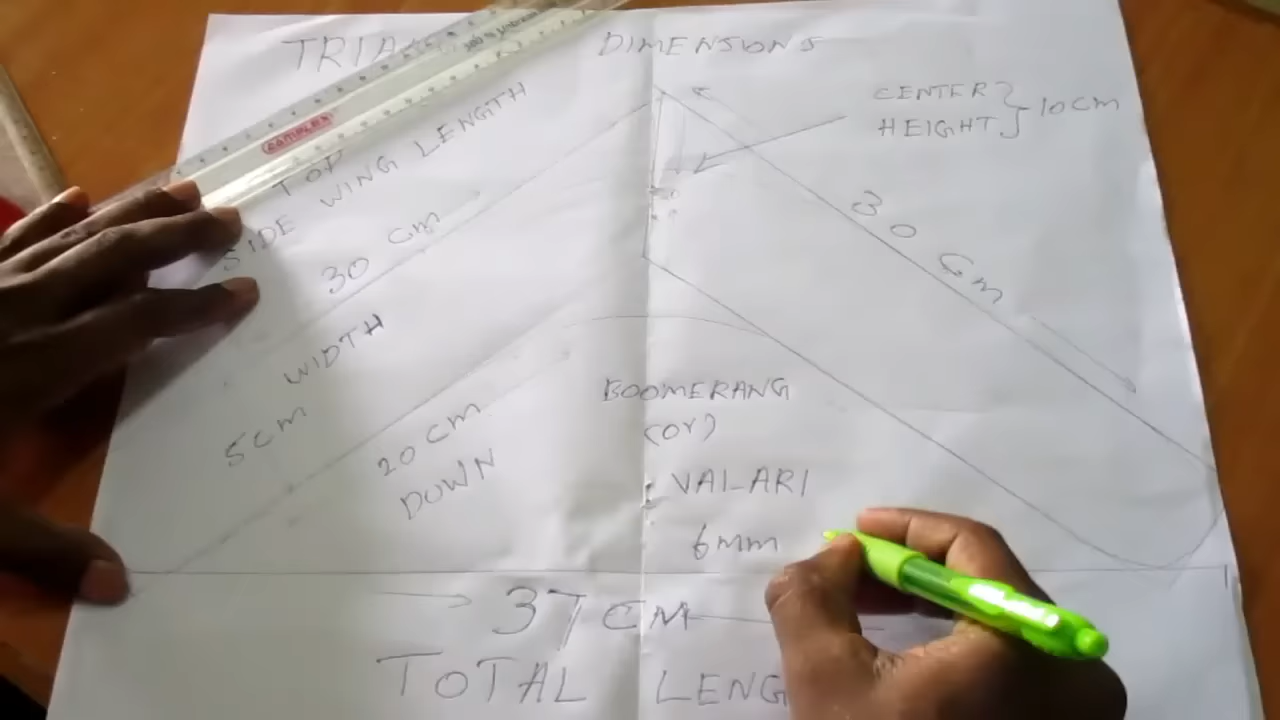 DIMENSIONS
TOP
SIDE WING LENGTH
30 cm
5cm WIDTH
20 cm
DOWN
CENTER
HEIGHT } 10cm
30 cm
BOOMERANG
(or)
VALARI
6mm
37CM
TOTAL
camlin